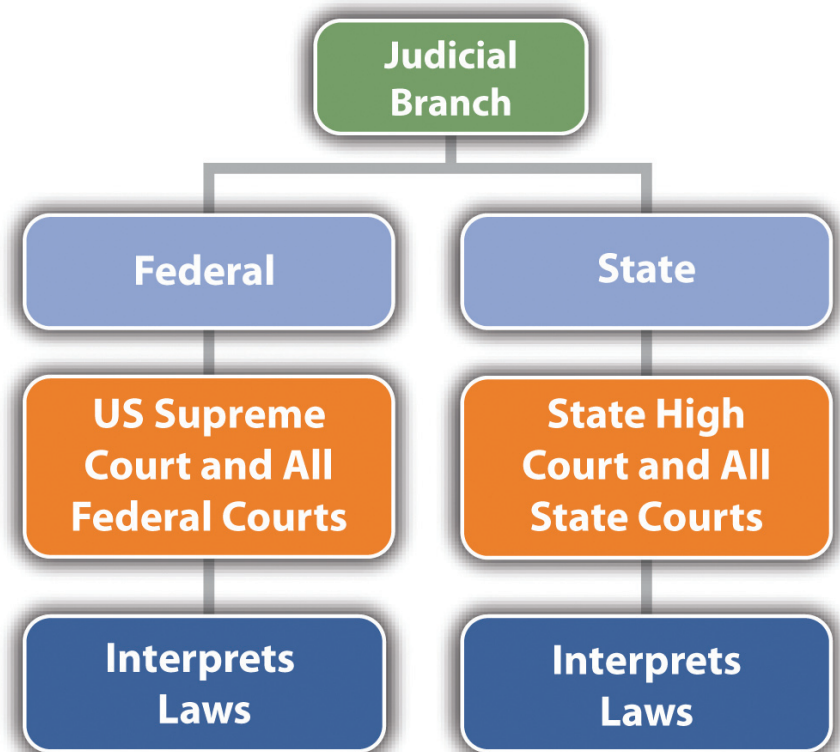 Judicial
Branch
Federal
State
US Supreme
Court and All
Federal Courts
State High
Court and All
State Courts
Interprets
Laws
Interprets
Laws